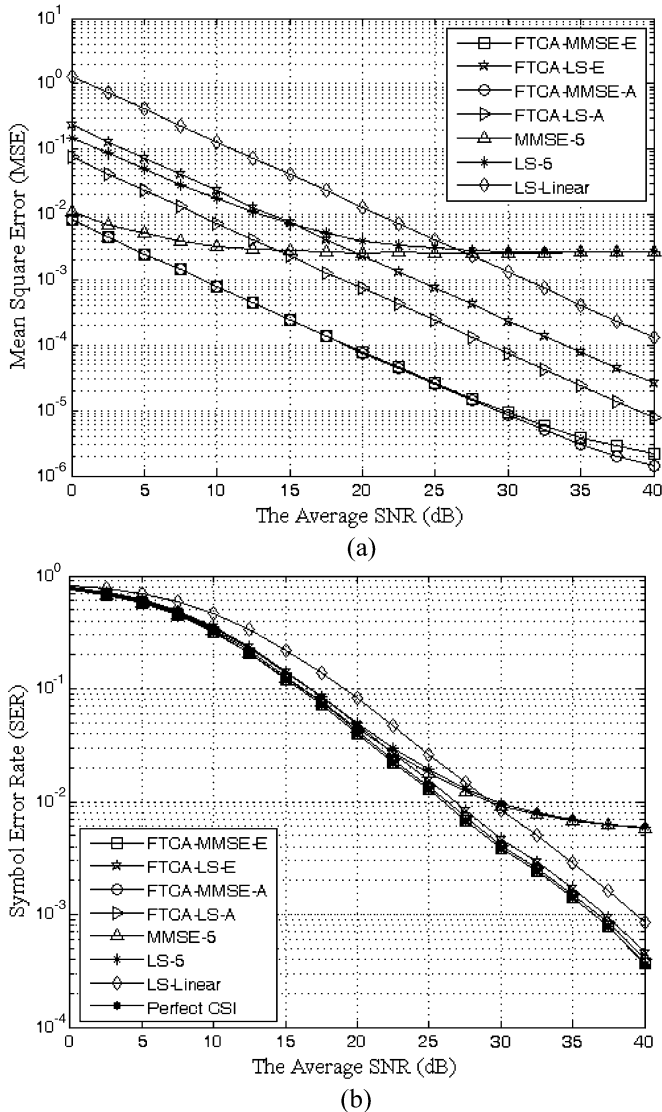 10^1
10^0
10^-1
10^-2
10^-3
10^-4
10^-5
10^-6
Mean Square Error (MSE)
FTCA-MMSE-E
FTCA-LS-E
FTCA-MMSE-A
FTCA-LS-A
MMSE-5
LS-5
LS-Linear
0 5 10 15 20 25 30 35 40
The Average SNR (dB)
(a)
10^0
10^-1
10^-2
10^-3
10^-4
Symbol Error Rate (SER)
FTCA-MMSE-E
FTCA-LS-E
FTCA-MMSE-A
FTCA-LS-A
MMSE-5
LS-5
LS-Linear
Perfect CSI
0 5 10 15 20 25 30 35 40
The Average SNR (dB)
(b)